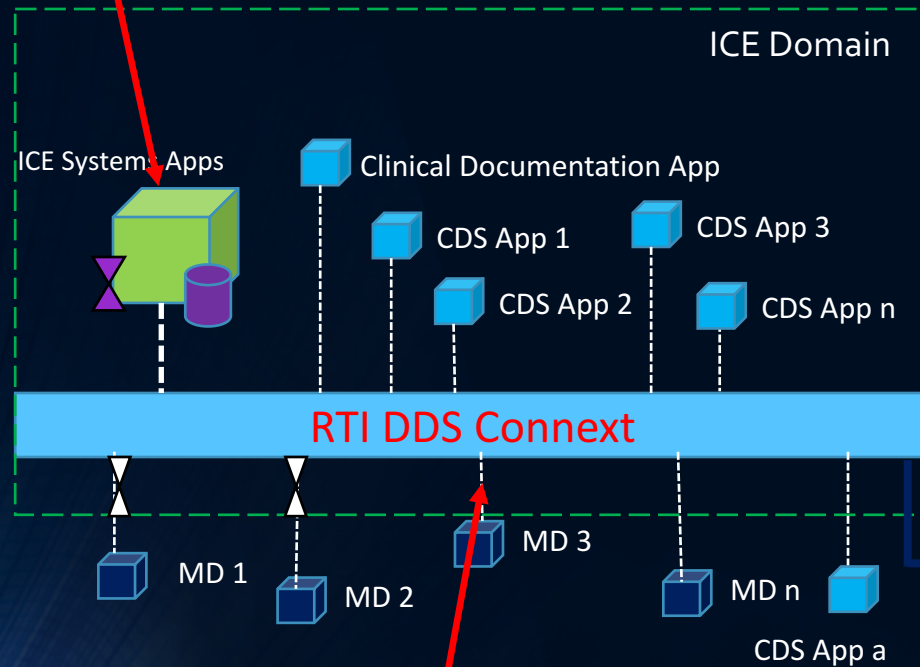 ICE Domain
ICE Systems Apps
Clinical Documentation App
CDS App 1
CDS App 3
CDS App 2
CDS App n
RTI DDS Connext
MD 1
MD 2
MD 3
MD n
CDS App a